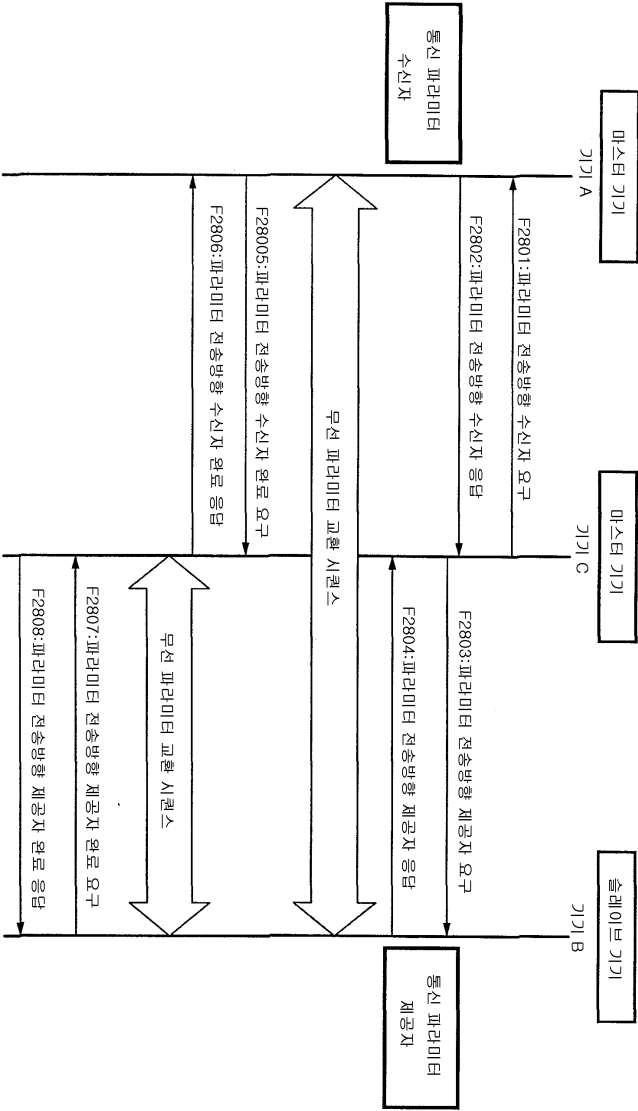 마스터 기기
기기 A
마스터 기기
기기 C
슬레이브 기기
기기 B
통신 파라미터
수신자
통신 파라미터
제공자
F2801:파라미터 전송방향 수신자 요구
F2802:파라미터 전송방향 수신자 응답
F2803:파라미터 전송방향 제공자 요구
F2804:파라미터 전송방향 제공자 응답
무선 파라미터 교환 시퀀스
F28005:파라미터 전송방향 수신자 완료 요구
F2806:파라미터 전송방향 수신자 완료 응답
무선 파라미터 교환 시퀀스
F2807:파라미터 전송방향 제공자 완료 요구
F2808:파라미터 전송방향 제공자 완료 응답